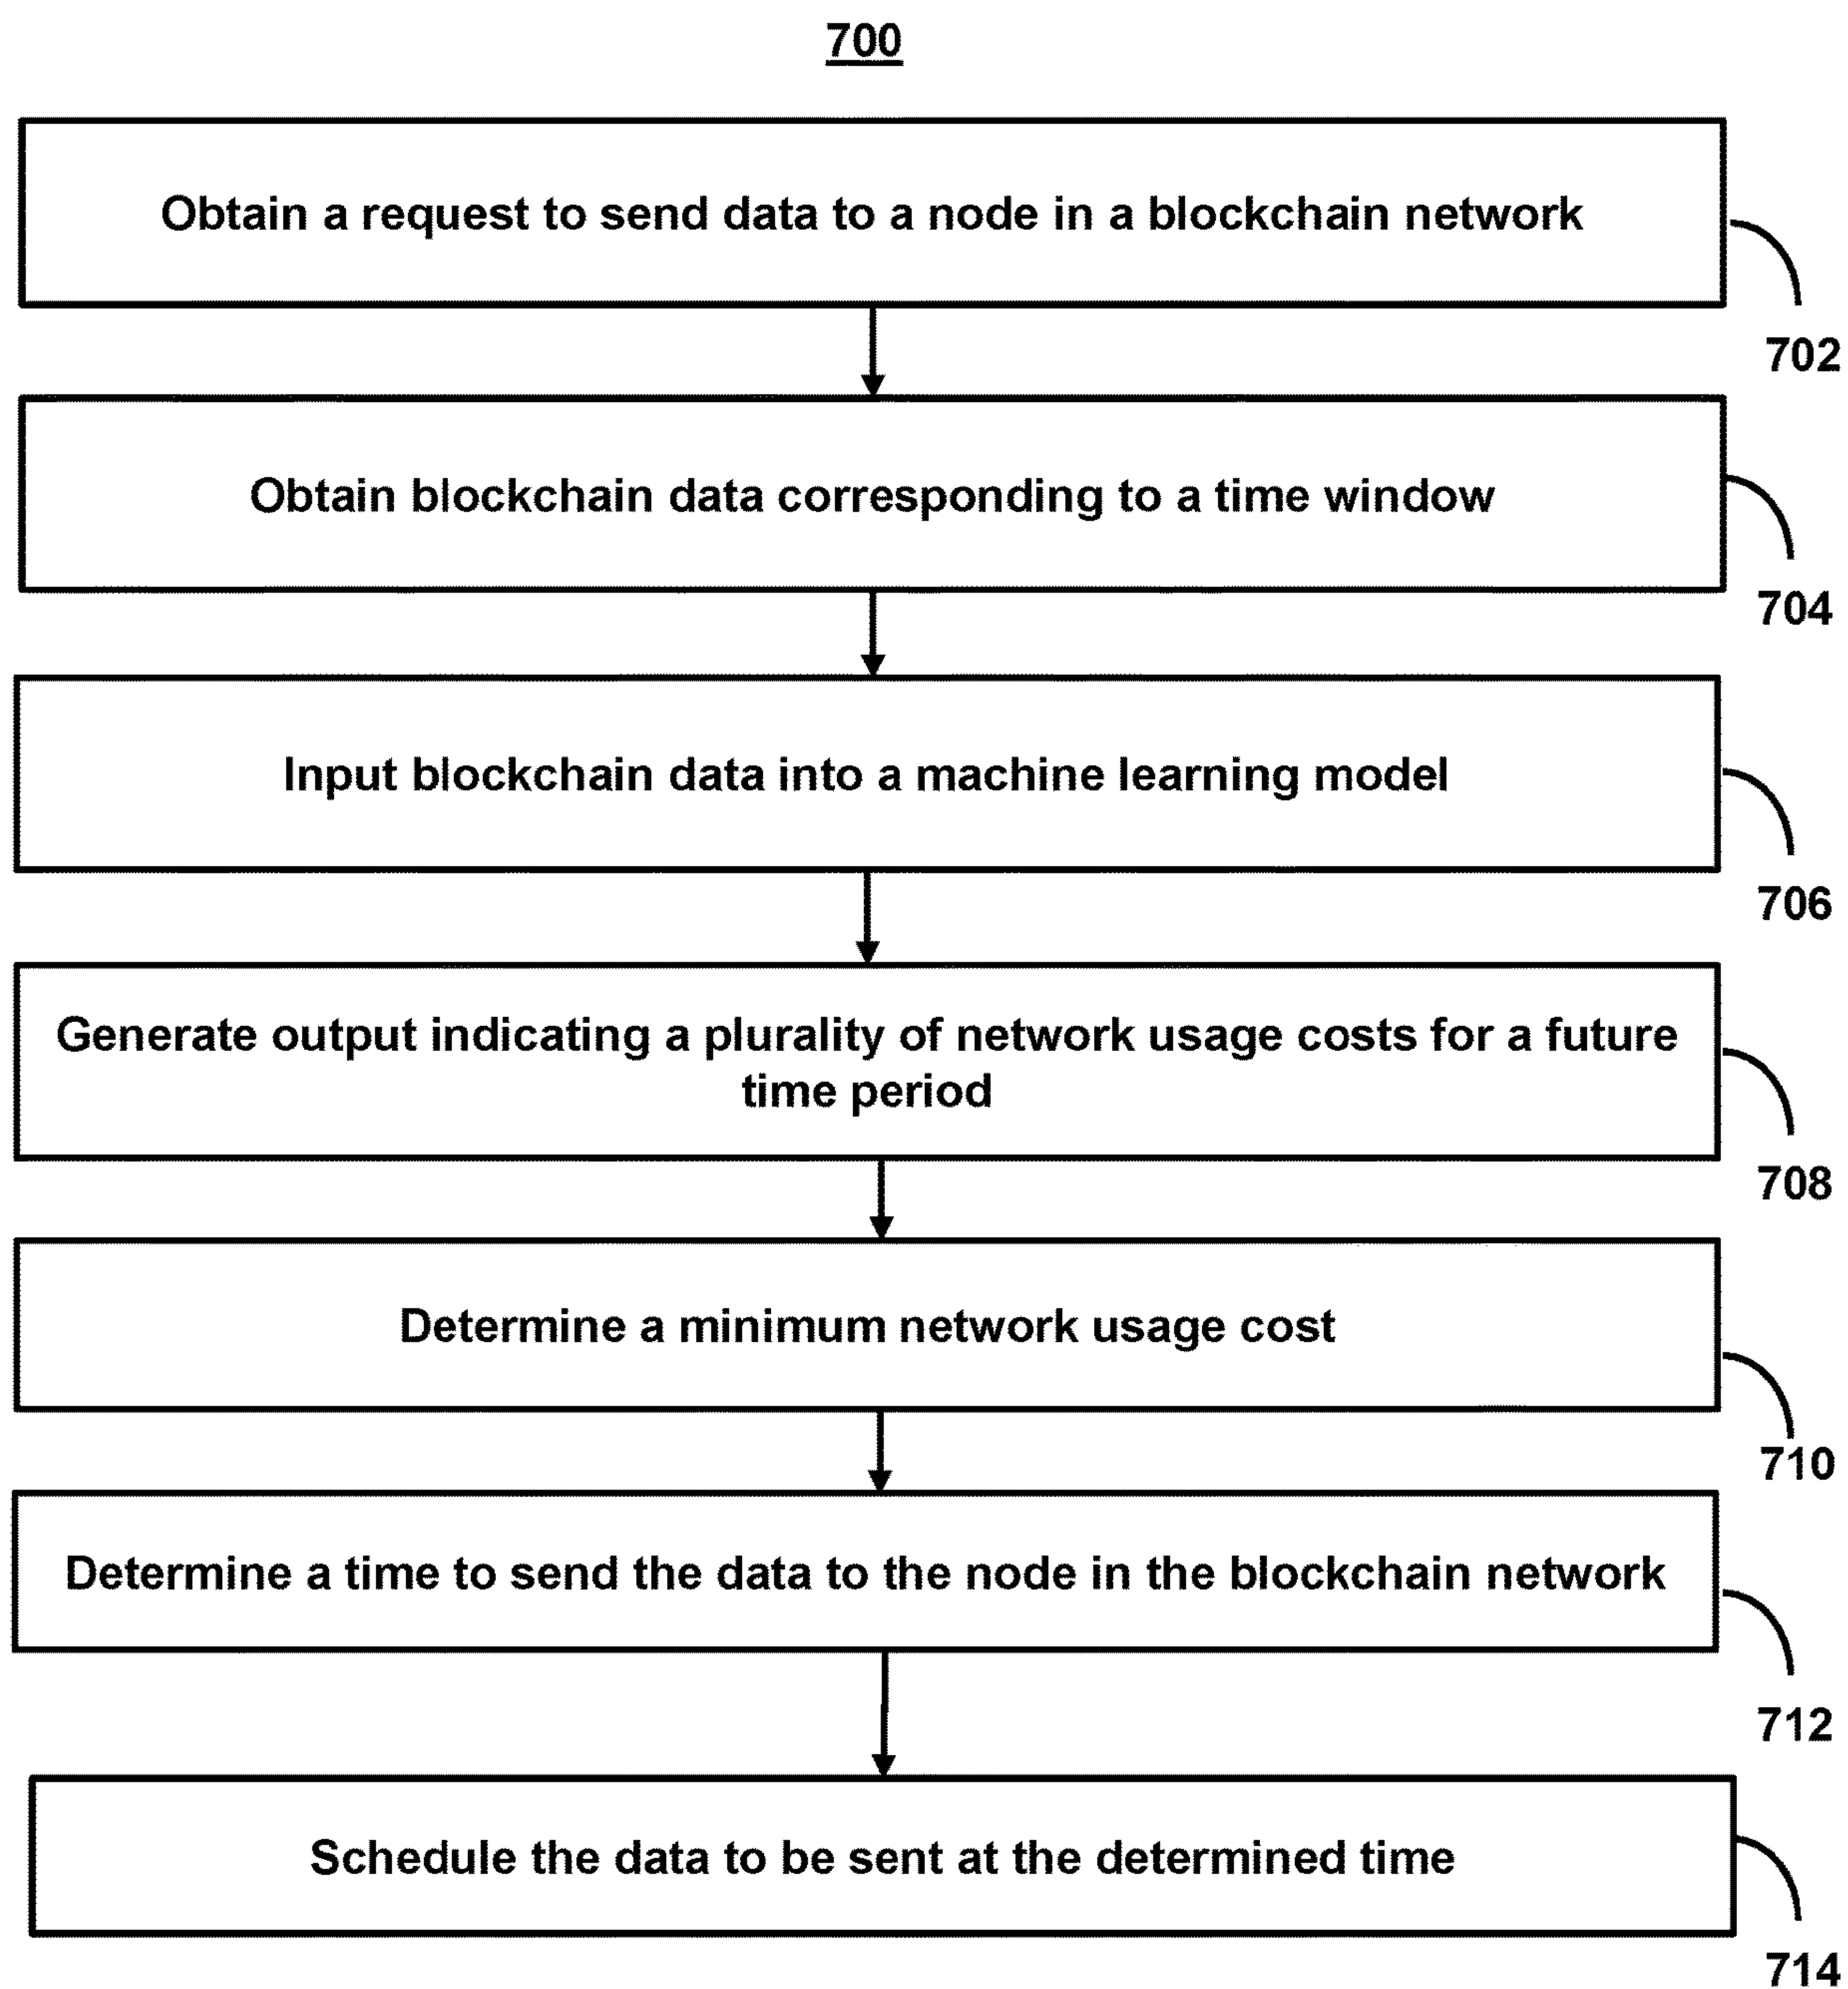 700
Obtain a request to send data to a node in a blockchain network
702
Obtain blockchain data corresponding to a time window
704
Input blockchain data into a machine learning model
706
Generate output indicating a plurality of network usage costs for a future
time period
708
Determine a minimum network usage cost
710
Determine a time to send the data to the node in the blockchain network
712
Schedule the data to be sent at the determined time
714